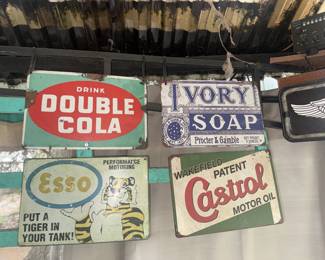 DRINK
DOUBLE
COLA
IVORY
SOAP
Procter & Gamble
PERFORMANCE
MOTORING
Esso
PUT A
TIGER IN
YOUR TANK!
WAKEFIELD
PATENT
Castrol
MOTOR OIL